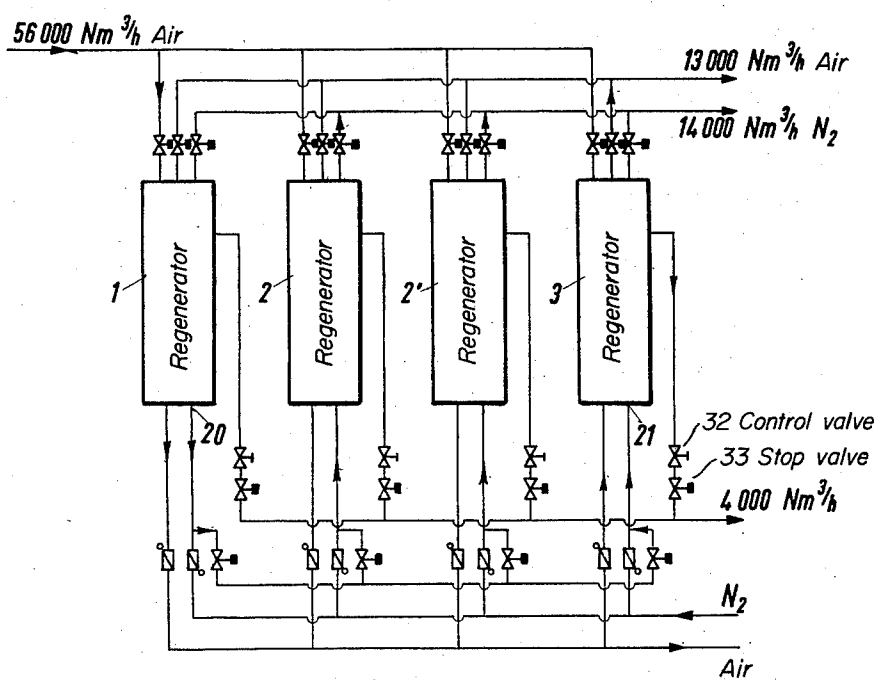 56 000 Nm³/h Air
13 000 Nm³/h Air
14 000 Nm³/h N₂
Regenerator
Regenerator
Regenerator
Regenerator
1
2
2'
3
20
21
32 Control valve
33 Stop valve
4 000 Nm³/h
N₂
Air